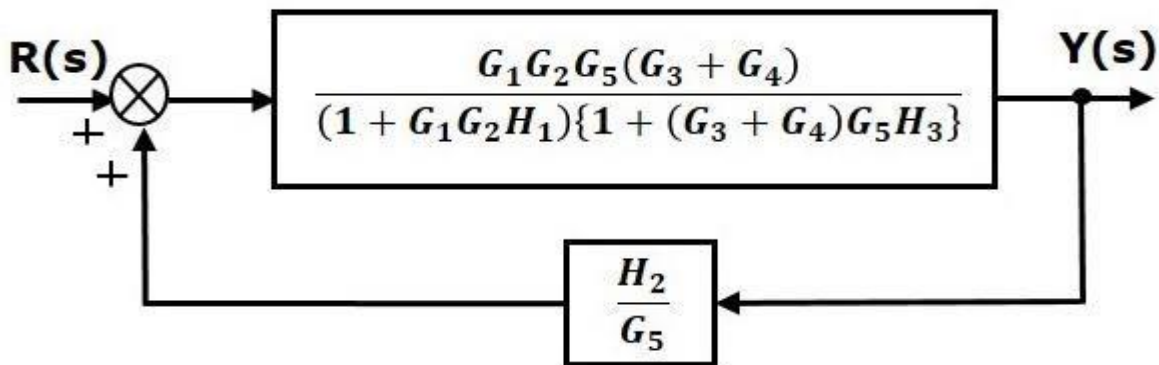 R(s)
Y(s)
G₁G₂G₅(G₃ + G₄)
(1 + G₁G₂H₁){1 + (G₃ + G₄)G₅H₃}
+
+
H₂
G₅